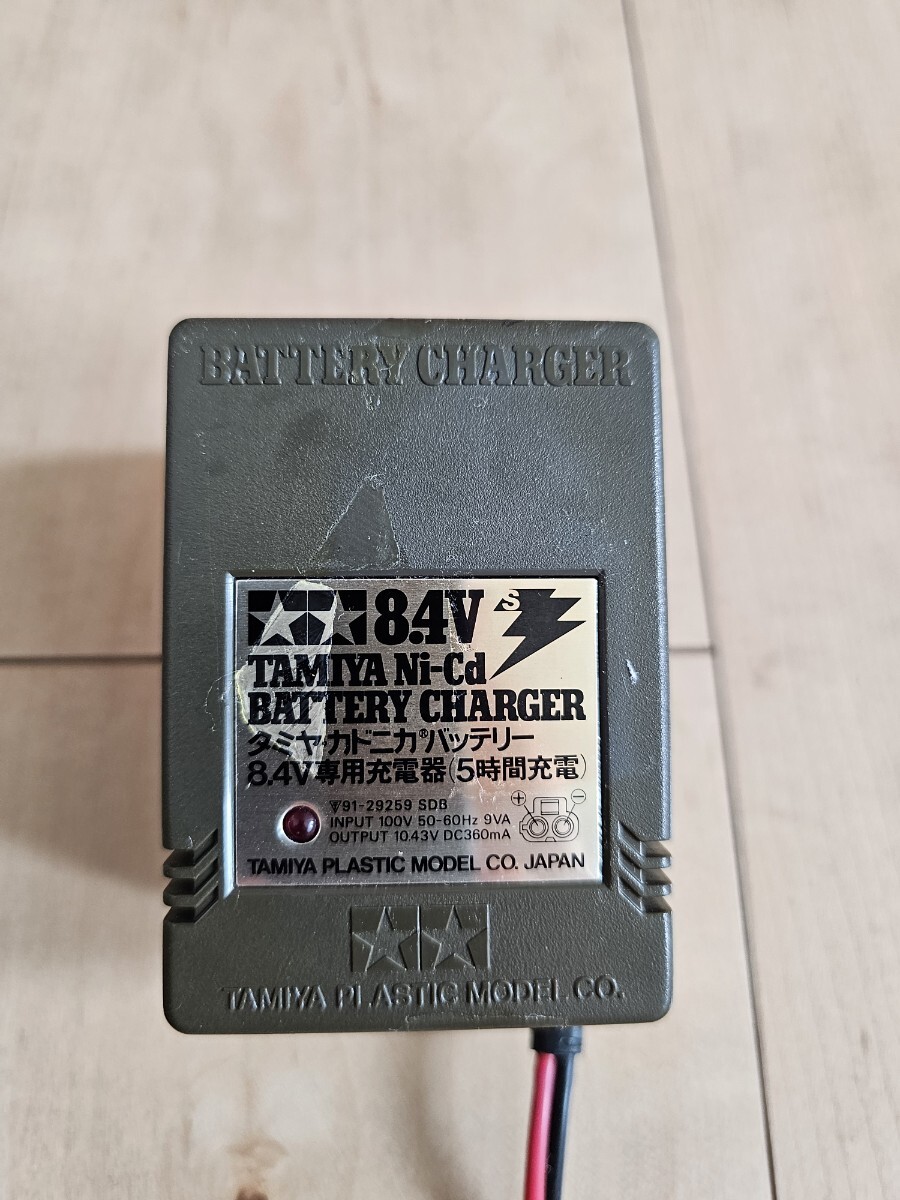 BATTERY CHARGER
8.4V S
TAMIYA Ni-Cd
BATTERY CHARGER
タミヤ・カドニカ®バッテリー
8.4V専用充電器(5時間充電)
91-29259 SDB
INPUT 100V 50-60Hz 9VA
OUTPUT 10.43V DC360mA
+ -
TAMIYA PLASTIC MODEL CO. JAPAN
TAMIYA PLASTIC MODEL CO.